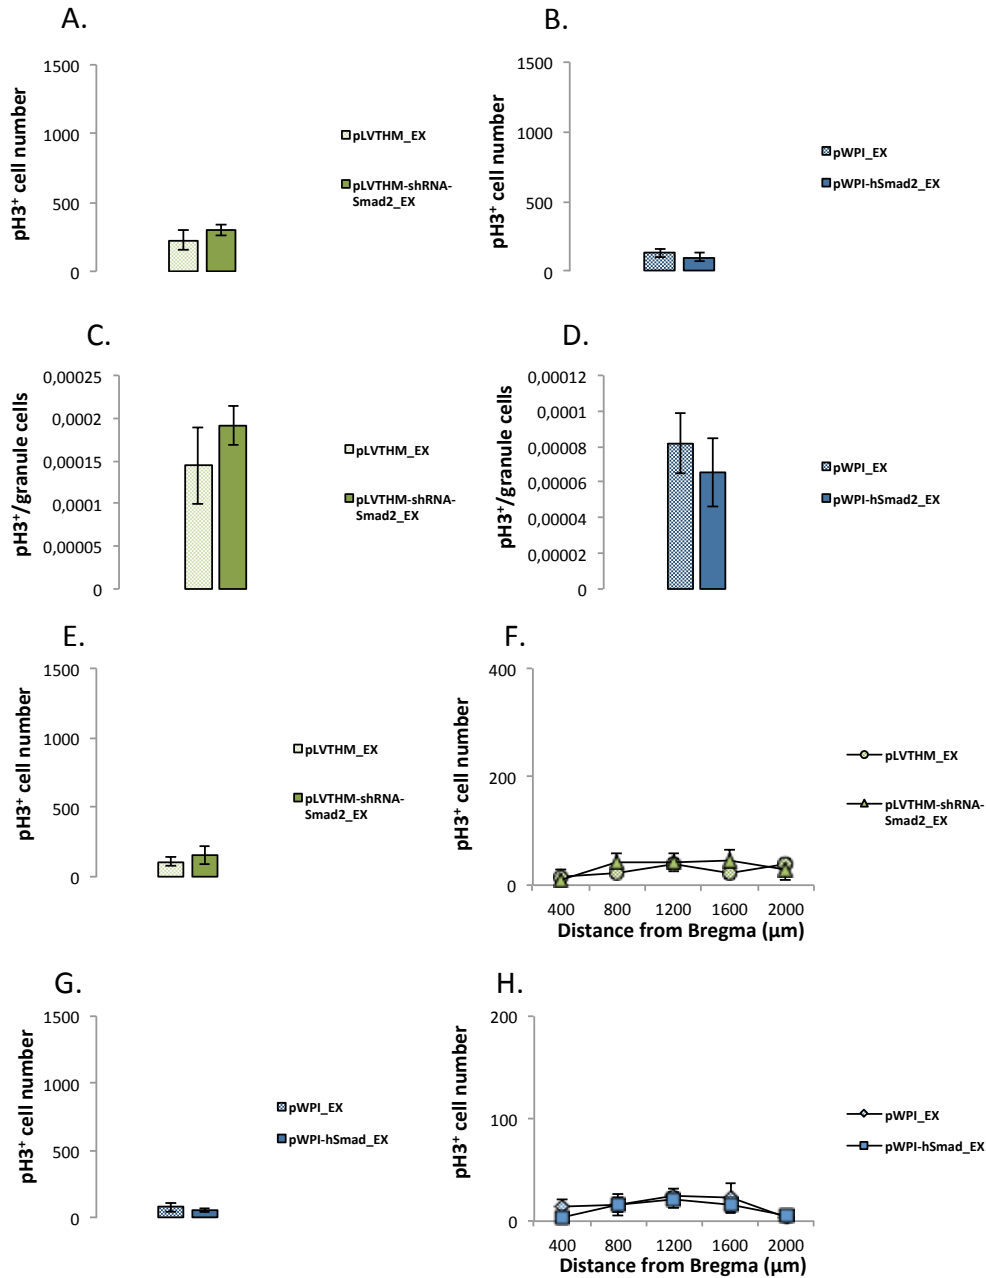 A.
1500
1000
500
0
pH3⁺ cell number
pLVTHM_EX
pLVTHM-shRNA-
Smad2_EX
B.
1500
1000
500
0
pH3⁺ cell number
pWPI_EX
pWPI-hSmad2_EX
C.
0,00025
0,0002
0,00015
0,0001
0,00005
0
pH3⁺/granule cells
pLVTHM_EX
pLVTHM-shRNA-
Smad2_EX
D.
0,00012
0,0001
0,00008
0,00006
0,00004
0,00002
0
pH3⁺/granule cells
pWPI_EX
pWPI-hSmad2_EX
E.
1500
1000
500
0
pH3⁺ cell number
pLVTHM_EX
pLVTHM-shRNA-
Smad2_EX
F.
400
200
0
pH3⁺ cell number
400 800 1200 1600 2000
Distance from Bregma (μm)
pLVTHM_EX
pLVTHM-shRNA-
Smad2_EX
G.
1500
1000
500
0
pH3⁺ cell number
pWPI_EX
pWPI-hSmad_EX
H.
200
100
0
pH3⁺ cell number
400 800 1200 1600 2000
Distance from Bregma (μm)
pWPI_EX
pWPI-hSmad_EX